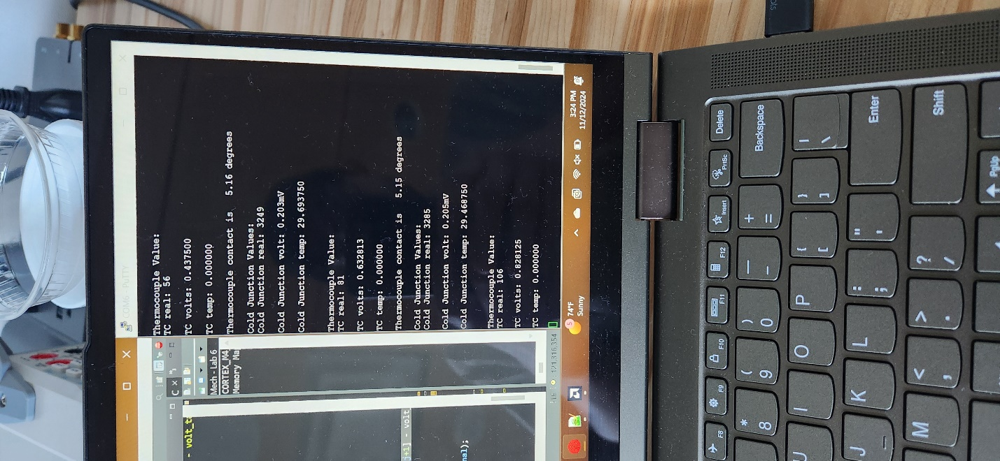 COM6 - PuTTY
Thermocouple Value:
TC real: 56
TC volts: 0.437500
TC temp: 0.000000
Thermocouple contact is 5.16 degrees
Cold Junction Values:
Cold Junction real: 3249
Cold Junction volt: 0.203mV
Cold Junction temp: 29.693750
Thermocouple Value:
TC real: 81
TC volts: 0.632813
TC temp: 0.000000
Thermocouple contact is 5.15 degrees
Cold Junction Values:
Cold Junction real: 3285
Cold Junction volt: 0.205mV
Cold Junction temp: 29.468750
Thermocouple Value:
TC real: 106
TC volts: 0.828125
TC temp: 0.000000
Mech - Lab 6
CORTEX_M4
Memory Ma
C
- volt_ta
j+1] - volt
nal);
5
74°F
Sunny
3:24 PM
11/12/2024
ols
F8
F9
F10
F11
F12
Insert
PrtSc
Delete
*
8
(
9
)
0
_
-
+
=
Backspace
U
I
O
P
{
[
}
]
|
\
J
K
L
:
;
"
'
Enter
M
<
,
>
.
?
/
Shift
PgUp